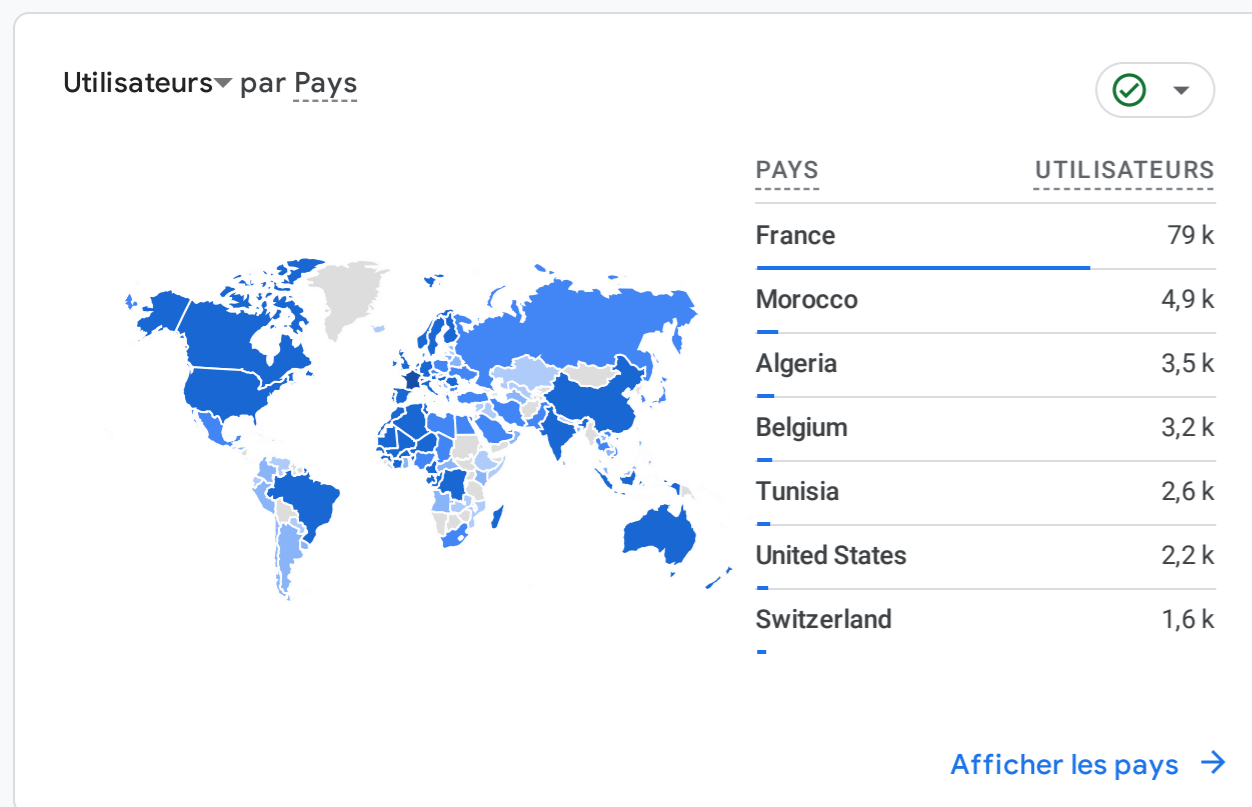 Utilisateurs par Pays
PAYS UTILISATEURS
France 79 k
Morocco 4,9 k
Algeria 3,5 k
Belgium 3,2 k
Tunisia 2,6 k
United States 2,2 k
Switzerland 1,6 k
Afficher les pays